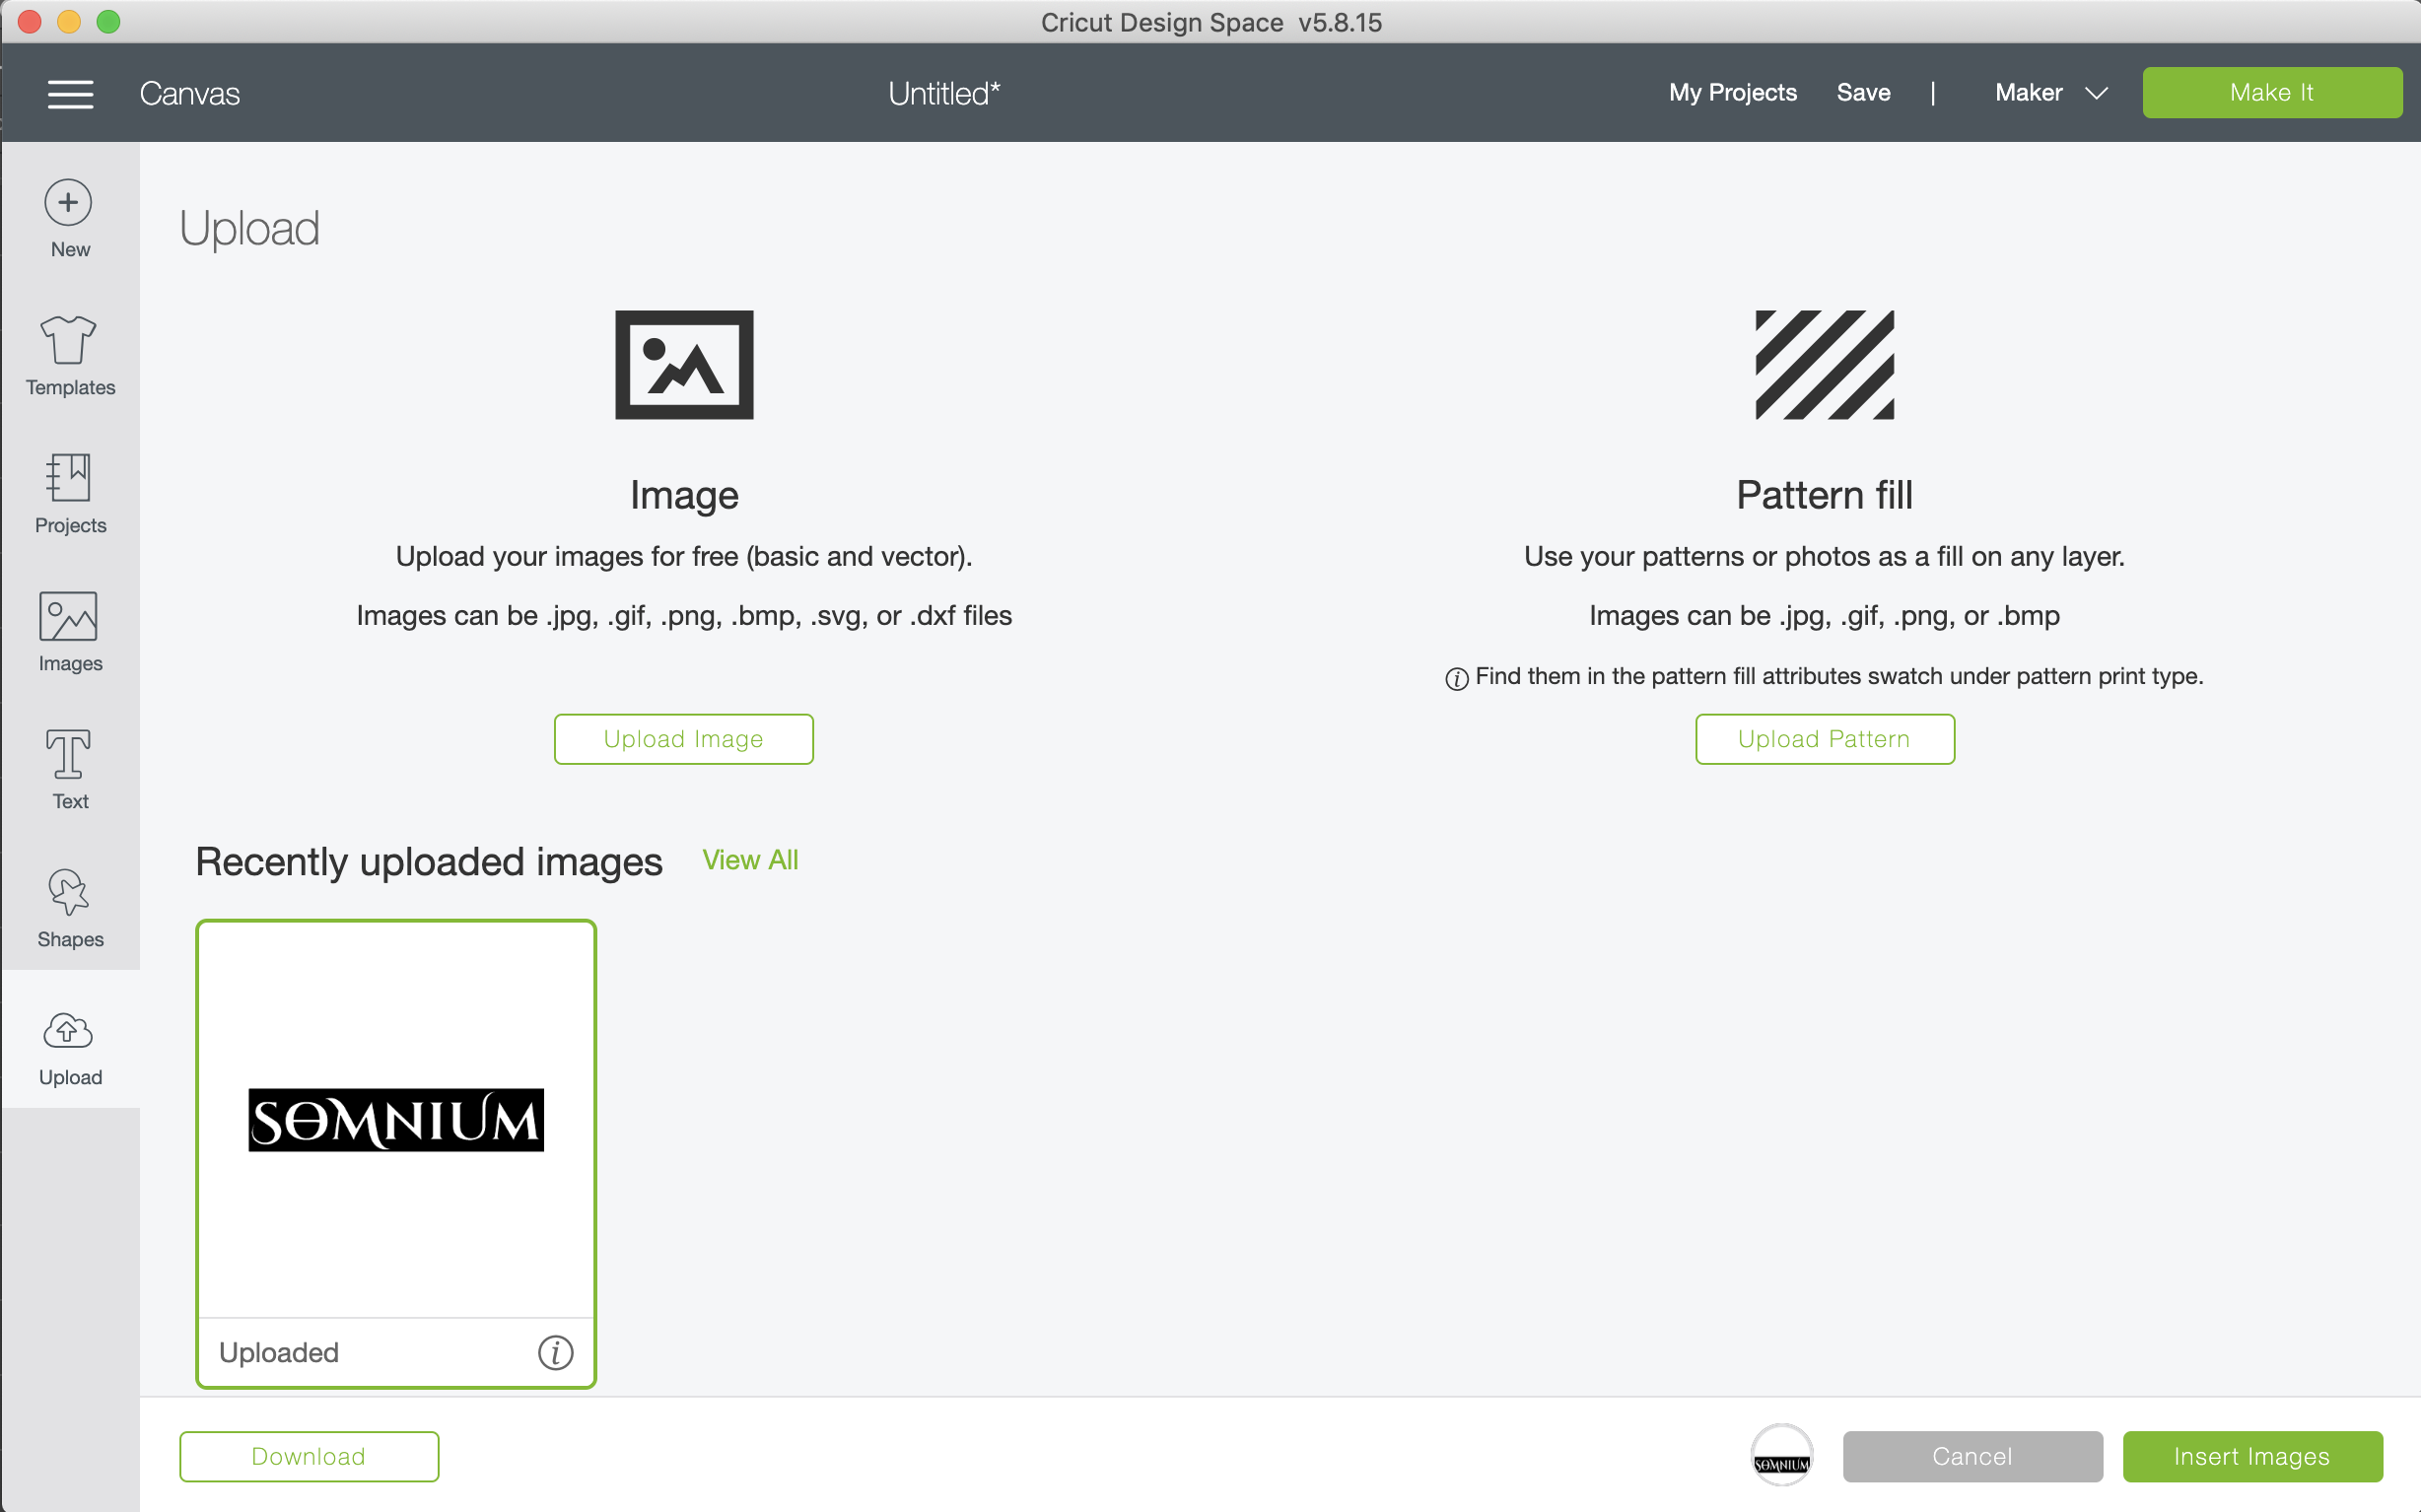 Cricut Design Space v5.8.15
Canvas
Untitled*
My Projects
Save
|
Maker
Make It
New
Templates
Projects
Images
Text
Shapes
Upload
Upload
Image
Upload your images for free (basic and vector).
Images can be .jpg, .gif, .png, .bmp, .svg, or .dxf files
Upload Image
Pattern fill
Use your patterns or photos as a fill on any layer.
Images can be .jpg, .gif, .png, or .bmp
i Find them in the pattern fill attributes swatch under pattern print type.
Upload Pattern
Recently uploaded images
View All
SOMNIUM
Uploaded
i
Download
SOMNIUM
Cancel
Insert Images